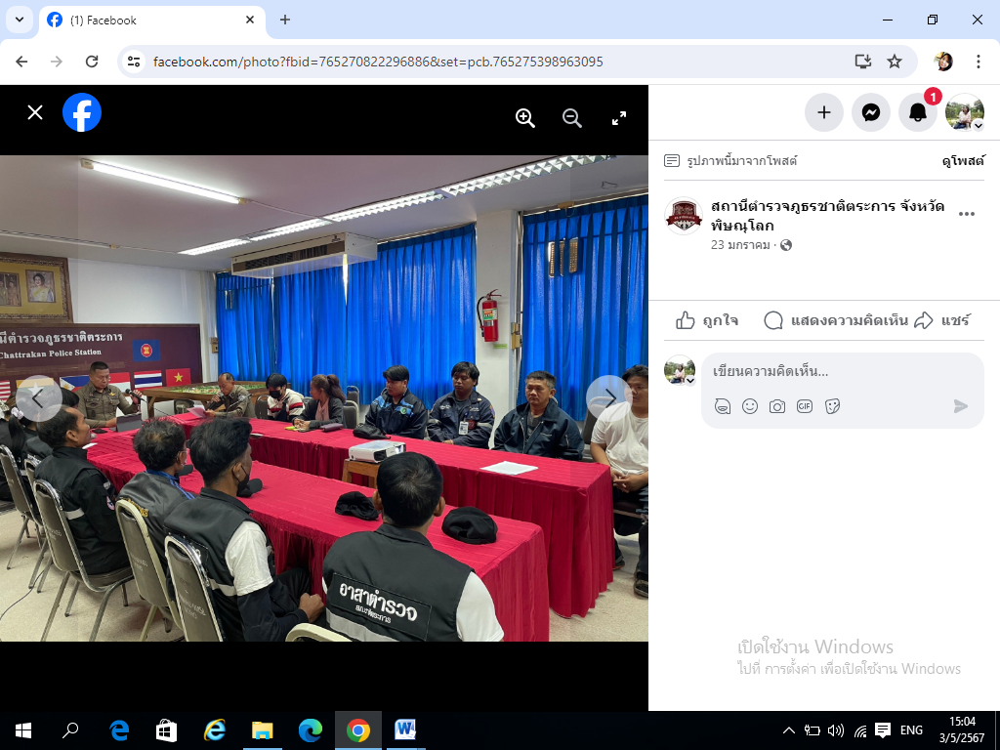 (1) Facebook
facebook.com/photo?fbid=765270822296886&set=pcb.765275398963095
1
รูปภาพนี้มาจากโพสต์
ดูโพสต์
สถานีตำรวจภูธรชาติตระการ จังหวัด
พิษณุโลก
23 มกราคม
ถูกใจ
แสดงความคิดเห็น
แชร์
เขียนความคิดเห็น...
GIF
นีตำรวจภูธรชาติตระการ
Chattrakan Police Station
อาสาตำรวจ
เปิดใช้งาน Windows
ไปที่ การตั้งค่า เพื่อเปิดใช้งาน Windows
ENG
15:04
3/5/2567